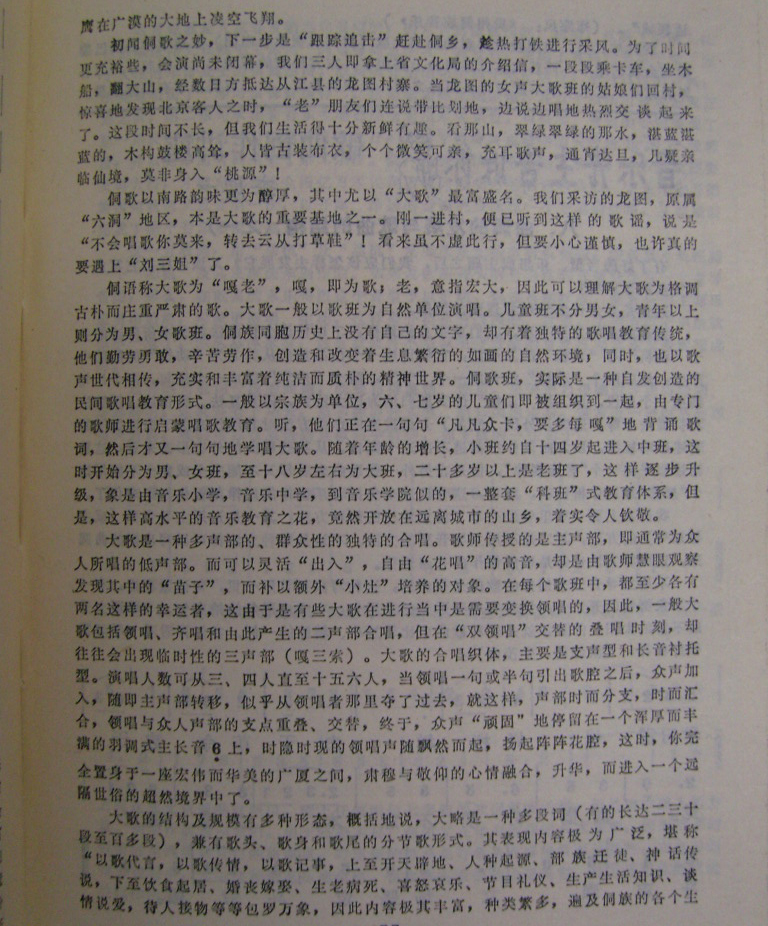 鹰在广漠的大地上凌空飞翔。
初闻侗歌之妙，下一步是“跟踪追击”赶赴侗乡，趁热打铁进行采风。为了时间
更充裕些，会演尚未闭幕，我们三人即拿上省文化局的介绍信，一段段乘卡车，坐木
船，翻大山，经数日方抵达从江县的龙图村寨。当龙图的女声大歌班的姑娘们回村，
惊喜地发现北京客人之时，“老”朋友们连说带比划地，边说边唱地热烈交谈起来
了。这段时间不长，但我们生活得十分新鲜有趣。看那山，翠绿翠绿的那水，湛蓝湛
蓝的，木构鼓楼高耸，人皆古装布衣，个个微笑可亲，充耳歌声，通宵达旦，几疑亲
临仙境，莫非身入“桃源”！
侗歌以南路韵味更为醇厚，其中尤以“大歌”最富盛名。我们采访的龙图，原属
“六洞”地区，本是大歌的重要基地之一。刚一进村，便已听到这样的歌谣，说是
“不会唱歌你莫来，转去云从打草鞋”！看来虽不虚此行，但要小心谨慎，也许真的
要遇上“刘三姐”了。
侗语称大歌为“嘎老”，嘎，即为歌；老，意指宏大，因此可以理解大歌为格调
古朴而庄重严肃的歌。大歌一般以歌班为自然单位演唱。儿童班不分男女，青年以上
则分为男、女歌班。侗族同胞历史上没有自己的文字，却有着独特的歌唱教育传统，
他们勤劳勇敢，辛苦劳作，创造和改变着生息繁衍的如画的自然环境；同时，也以歌
声世代相传，充实和丰富着纯洁而质朴的精神世界。侗歌班，实际是一种自发创造的
民间歌唱教育形式。一般以宗族为单位，六、七岁的儿童们即被组织到一起，由专门
的歌师进行启蒙唱歌教育。听，他们正在一句句“凡凡众卡，要多每嘎”地背诵歌
词，然后才又一句句地学唱大歌。随着年龄的增长，小班约自十四岁起进入中班，这
时开始分为男、女班，至十八岁左右为大班，二十多岁以上是老班了，这样逐步升
级，象是由音乐小学，音乐中学，到音乐学院似的，一整套“科班”式教育体系，但
是，这样高水平的音乐教育之花，竟然开放在远离城市的山乡，着实令人钦敬。
大歌是一种多声部的、群众性的独特的合唱。歌师传授的是主声部，即通常为众
人所唱的低声部。而可以灵活“出入”，自由“花唱”的高音，却是由歌师慧眼观察
发现其中的“苗子”，而补以额外“小灶”培养的对象。在每个歌班中，都至少各有
两名这样的幸运者，这由于是有些大歌在进行当中是需要变换领唱的，因此，一般大
歌包括领唱、齐唱和由此产生的二声部合唱，但在“双领唱”交替的叠唱时刻，却
往往会出现临时性的三声部（嘎三索）。大歌的合唱织体，主要是支声型和长音衬托
型。演唱人数可从三、四人直至十五六人，当领唱一句或半句引出歌腔之后，众声加
入，随即主声部转移，似乎从领唱者那里夺了过去，就这样，声部时而分支，时而汇
合，领唱与众人声部的支点重叠、交替，终于，众声“顽固”地停留在一个浑厚而丰
满的羽调式主长音6̣上，时隐时现的领唱声随飘然而起，扬起阵阵花腔，这时，你完
全置身于一座宏伟而华美的广厦之间，肃穆与敬仰的心情融合，升华，而进入一个远
隔世俗的超然境界中了。
大歌的结构及规模有多种形态，概括地说，大略是一种多段词（有的长达二三十
段至百多段），兼有歌头、歌身和歌尾的分节歌形式。其表现内容极为广泛，堪称
“以歌代言，以歌传情，以歌记事，上至开天辟地、人种起源、部族迁徒、神话传
说，下至饮食起居、婚丧嫁娶、生老病死、喜怒哀乐、节目礼仪、生产生活知识、谈
情说爱，待人接物等等包罗万象，因此内容极其丰富，种类繁多，遍及侗族的各个生